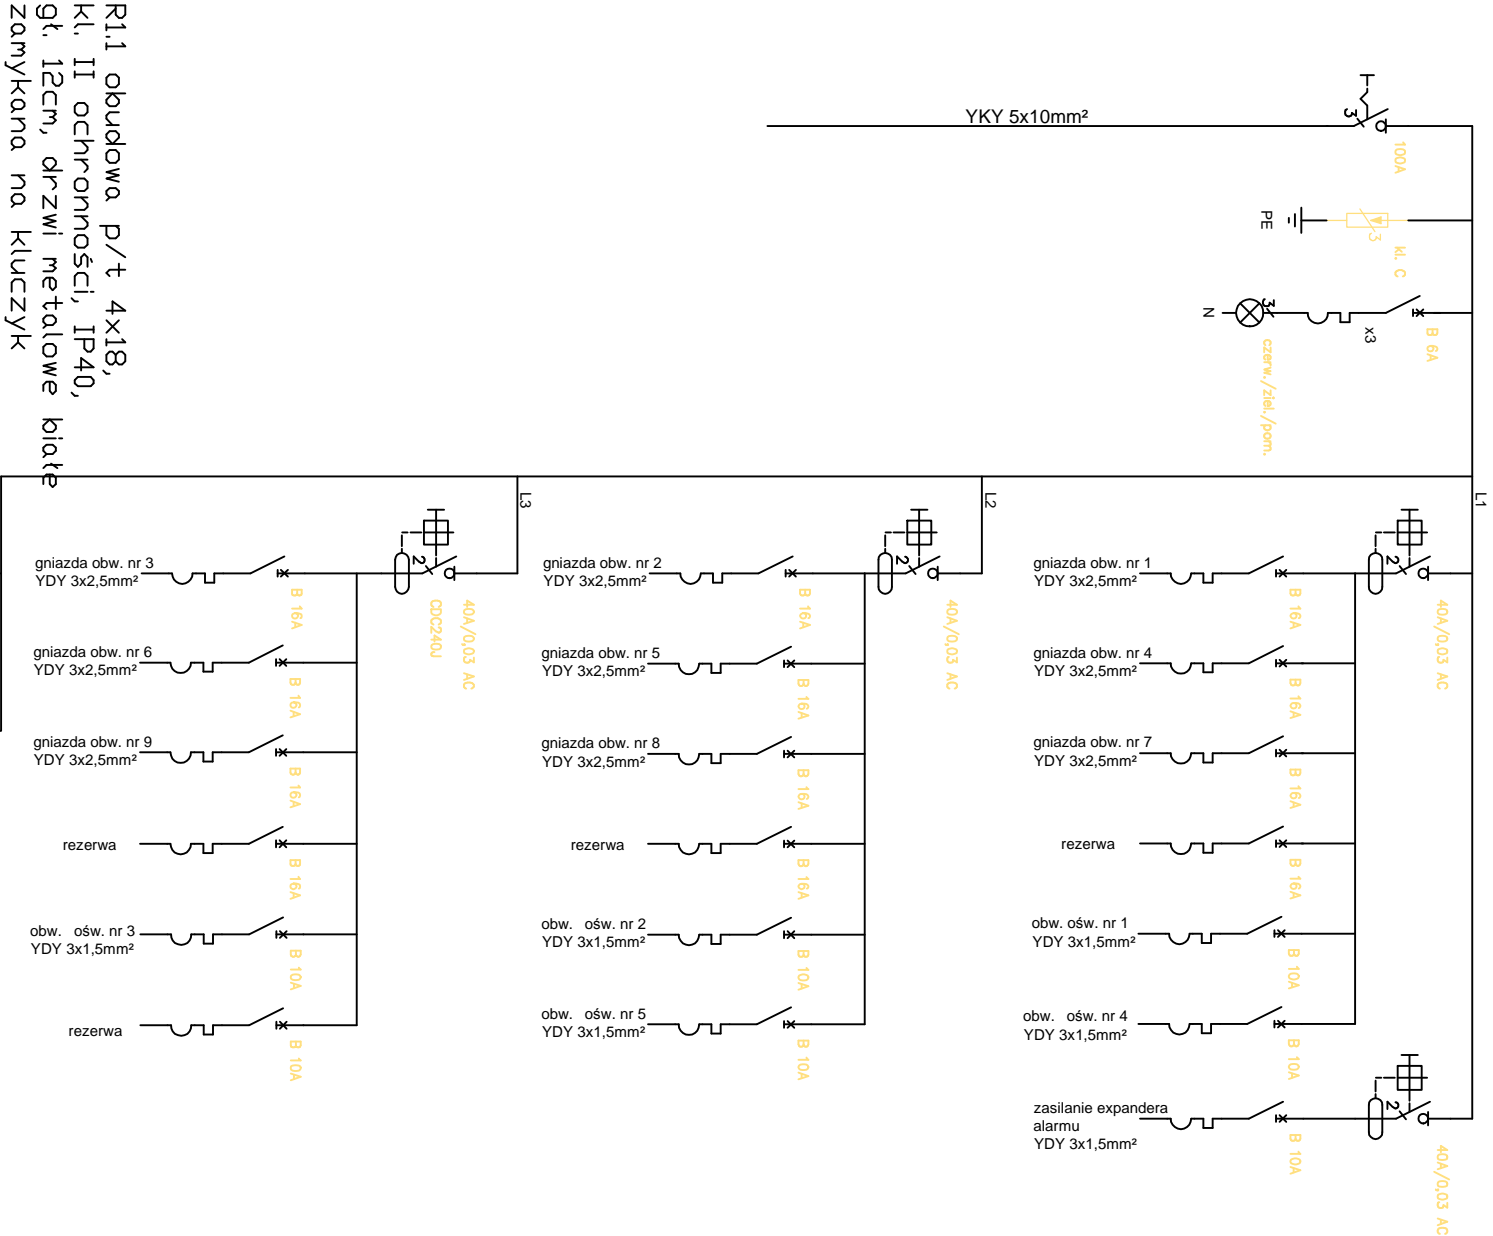 R1.1 obudowa p/t 4x18,
kl. II ochronności, IP40,
gł. 12cm, drzwi metalowe białe
zamykana na kluczyk
YKY 5x10mm²
3
100A
PE
3
kl. C
N
3
x3
B 6A
czerw./ziel./pom.
L1
2
40A/0,03 AC
gniazda obw. nr 1
YDY 3x2,5mm²
B 16A
gniazda obw. nr 4
YDY 3x2,5mm²
B 16A
gniazda obw. nr 7
YDY 3x2,5mm²
B 16A
rezerwa
B 16A
obw. ośw. nr 1
YDY 3x1,5mm²
B 10A
obw. ośw. nr 4
YDY 3x1,5mm²
B 10A
2
40A/0,03 AC
zasilanie expandera
alarmu
YDY 3x1,5mm²
B 10A
L2
2
40A/0,03 AC
gniazda obw. nr 2
YDY 3x2,5mm²
B 16A
gniazda obw. nr 5
YDY 3x2,5mm²
B 16A
gniazda obw. nr 8
YDY 3x2,5mm²
B 16A
rezerwa
B 16A
obw. ośw. nr 2
YDY 3x1,5mm²
B 10A
obw. ośw. nr 5
YDY 3x1,5mm²
B 10A
L3
2
40A/0,03 AC
CDC240J
gniazda obw. nr 3
YDY 3x2,5mm²
B 16A
gniazda obw. nr 6
YDY 3x2,5mm²
B 16A
gniazda obw. nr 9
YDY 3x2,5mm²
B 16A
rezerwa
B 16A
obw. ośw. nr 3
YDY 3x1,5mm²
B 10A
rezerwa
B 10A